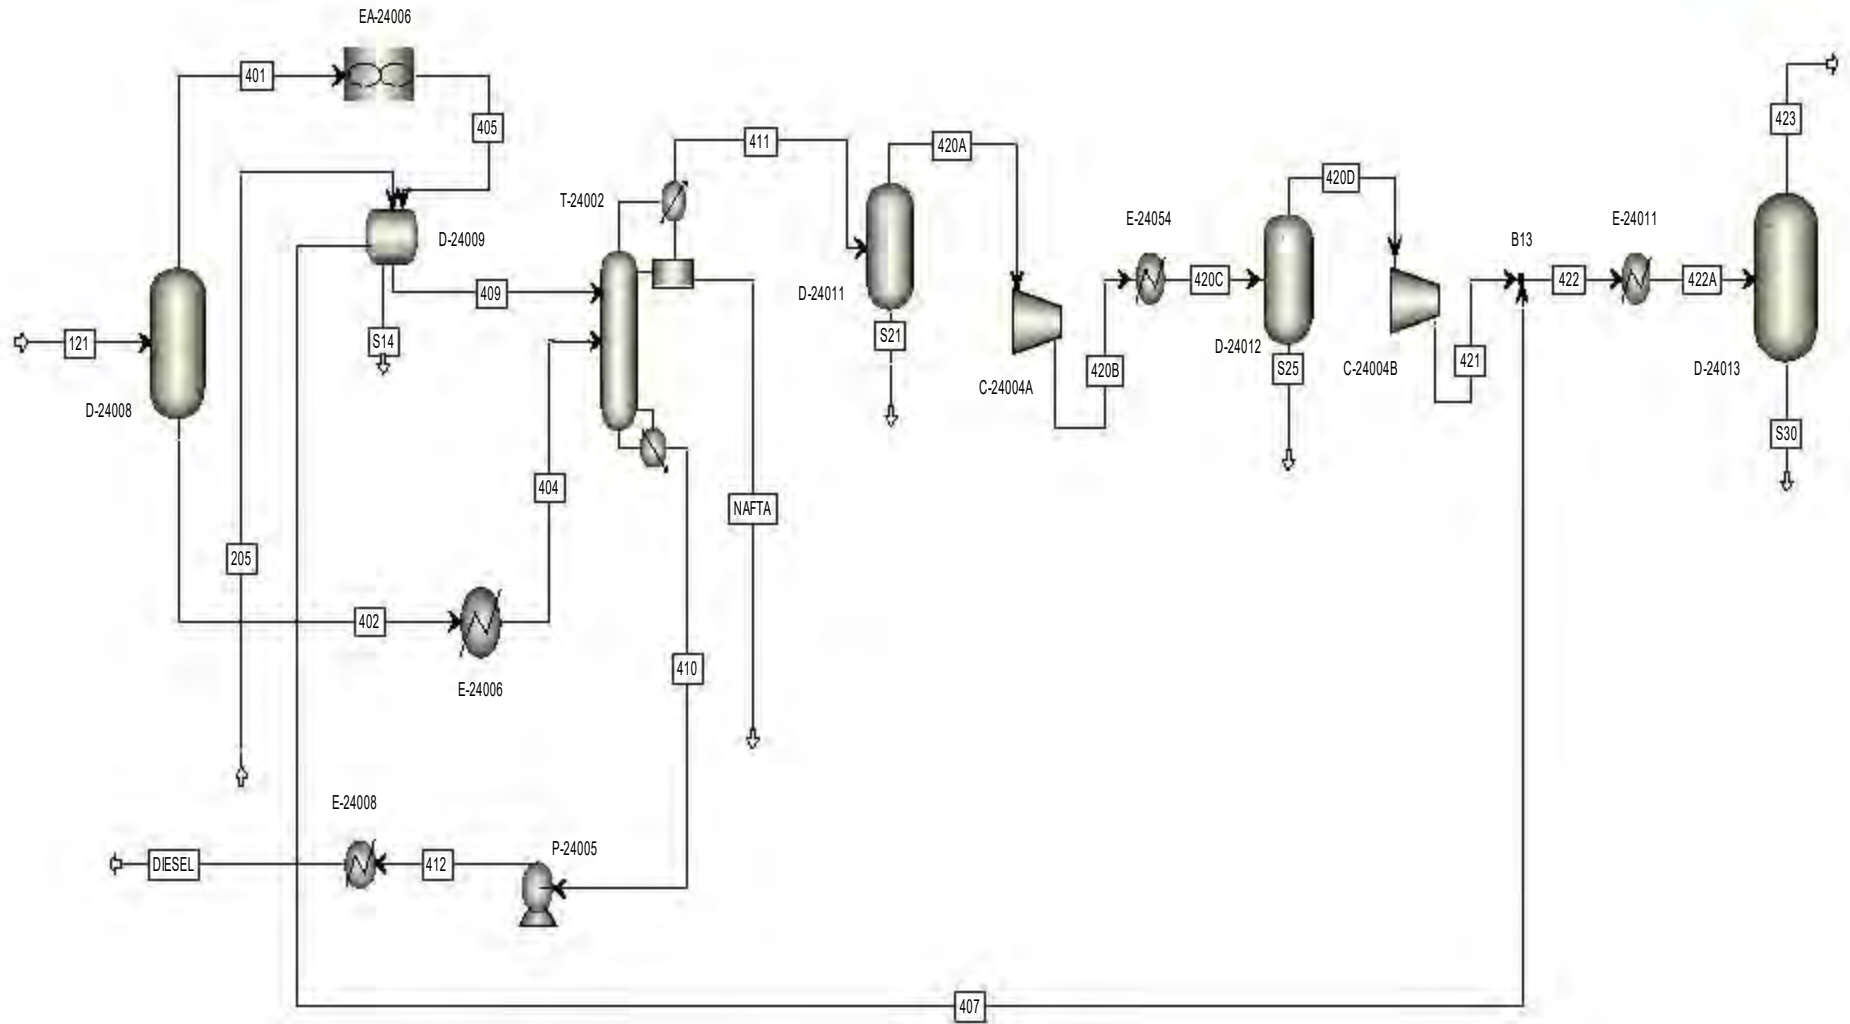 EA-24006
423
401
405
411
420A
420D
T-24002
E-24054
E-24011
D-24009
B13
409
D-24011
420C
422
422A
121
S14
S21
D-24012
420B
S25
C-24004B
421
D-24013
C-24004A
D-24008
S30
404
NAFTA
205
402
410
E-24006
E-24008
P-24005
DIESEL
412
407